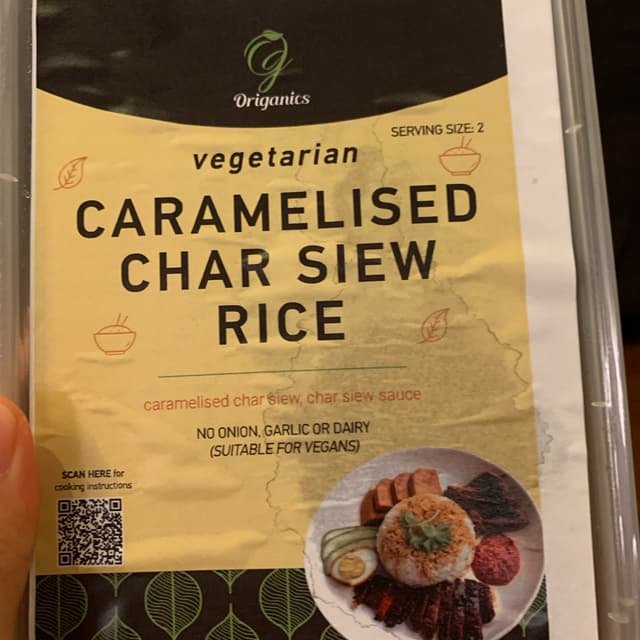 Origanics
SERVING SIZE: 2
vegetarian
CARAMELISED
CHAR SIEW
RICE
caramelised char siew, char siew sauce
NO ONION, GARLIC OR DAIRY
(SUITABLE FOR VEGANS)
SCAN HERE for
cooking instructions